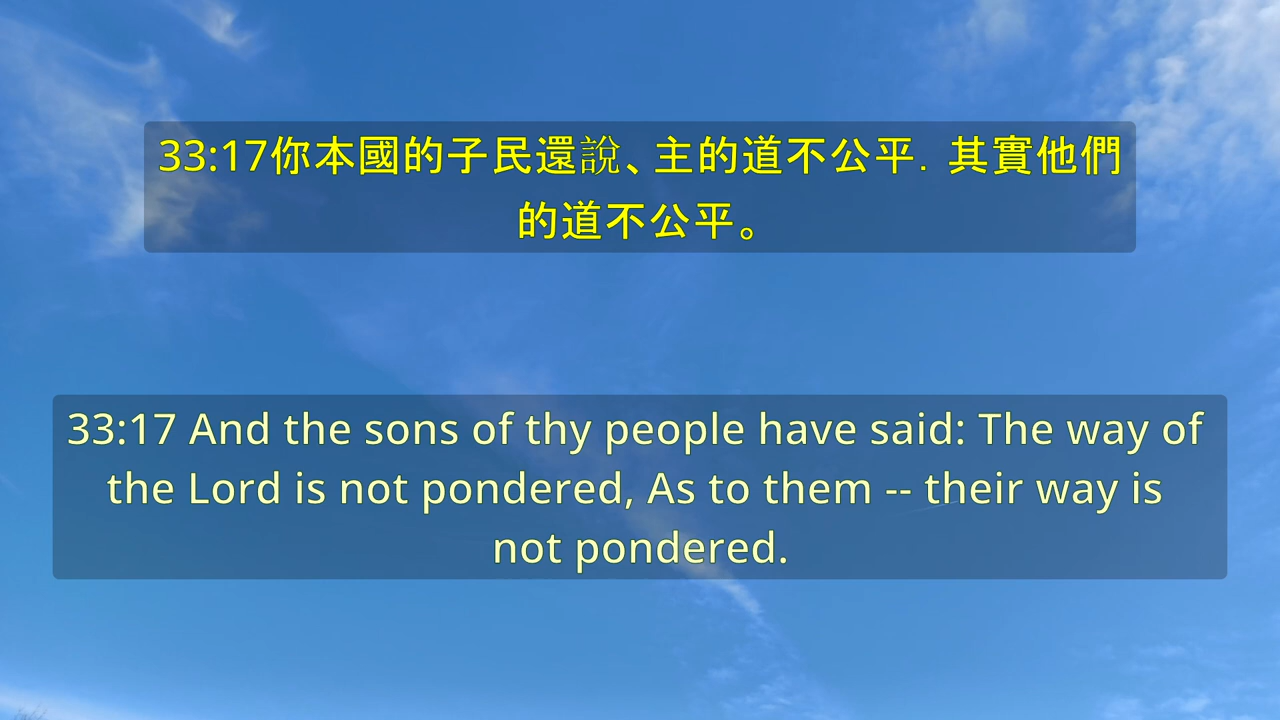 33:17你本國的子民還說、主的道不公平．其實他們
的道不公平。
33:17 And the sons of thy people have said: The way of
the Lord is not pondered, As to them -- their way is
not pondered.